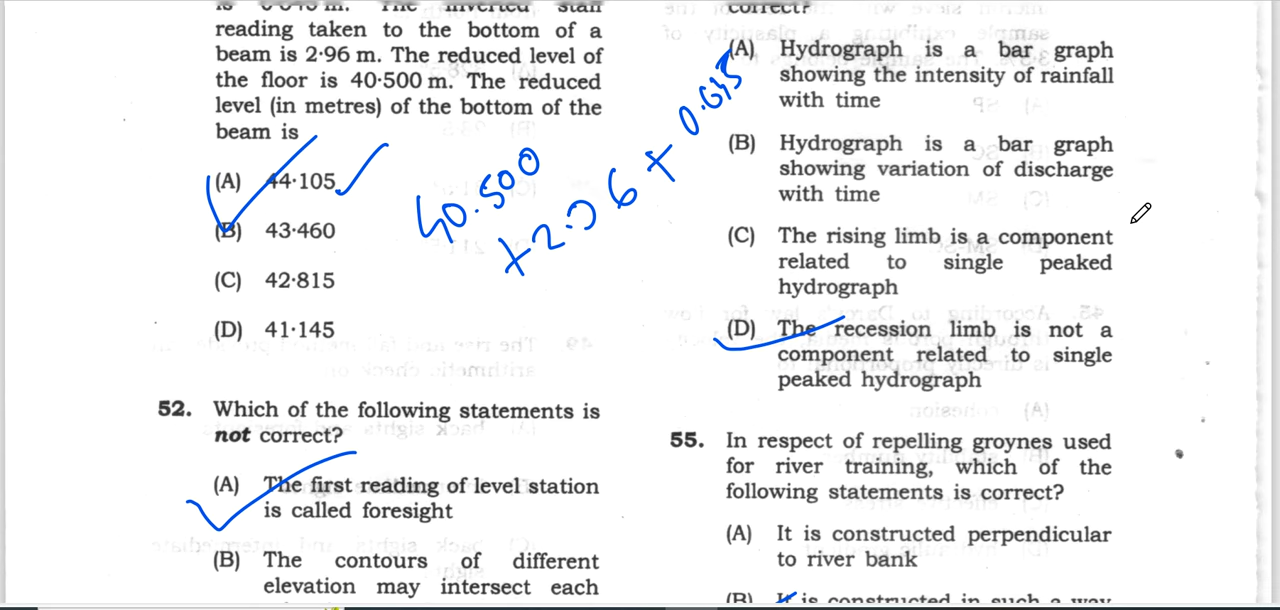 reading taken to the bottom of a
beam is 2·96 m. The reduced level of
the floor is 40·500 m. The reduced
level (in metres) of the bottom of the
beam is
(A) 44·105
(B) 43·460
(C) 42·815
(D) 41·145
52. Which of the following statements is
not correct?
(A) The first reading of level station
is called foresight
(B) The contours of different
elevation may intersect each
40.500
+ 2.96 + 0.645
correct?
(A) Hydrograph is a bar graph
showing the intensity of rainfall
with time
(B) Hydrograph is a bar graph
showing variation of discharge
with time
(C) The rising limb is a component
related to single peaked
hydrograph
(D) The recession limb is not a
component related to single
peaked hydrograph
55. In respect of repelling groynes used
for river training, which of the
following statements is correct?
(A) It is constructed perpendicular
to river bank
(B) It is constructed in such a way